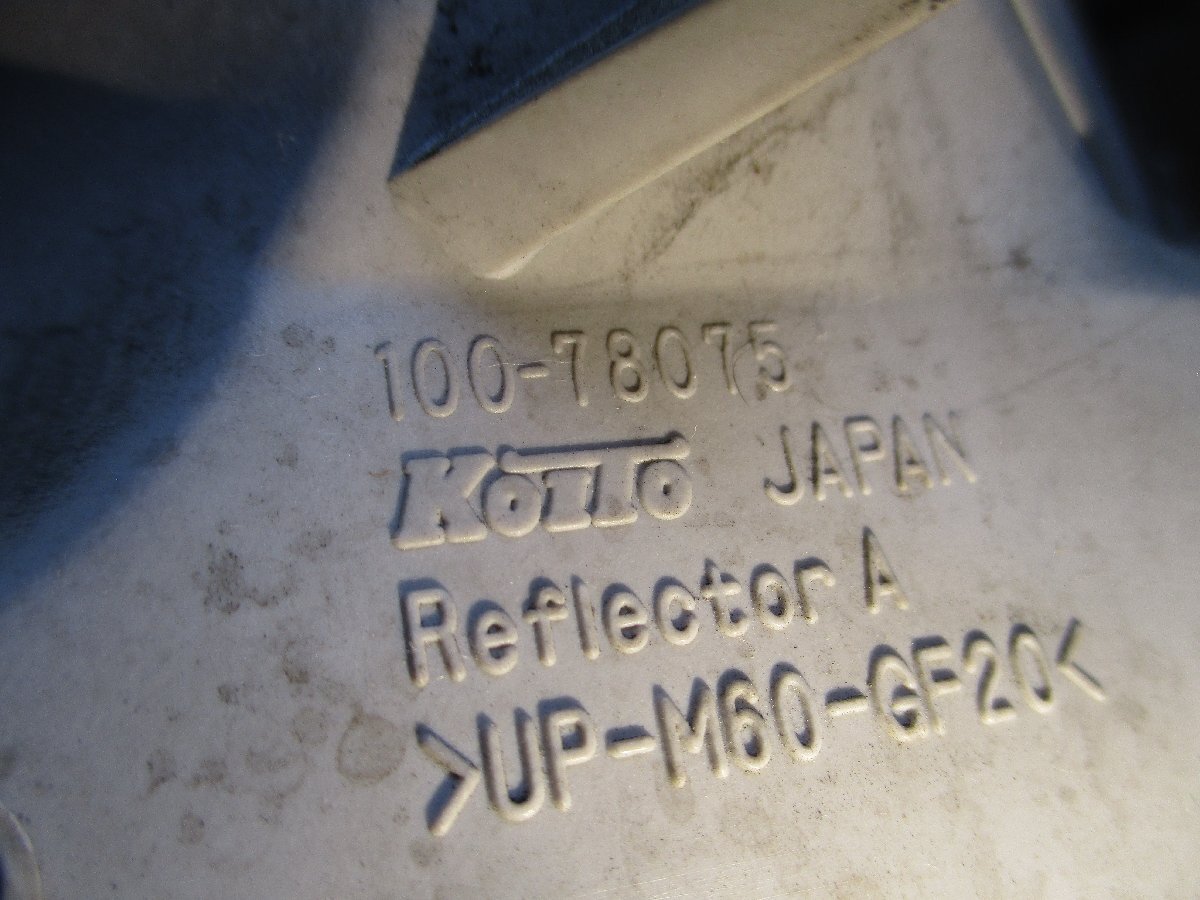 100-78075
KOITO JAPAN
Reflector A
>UP-M60-GF20<